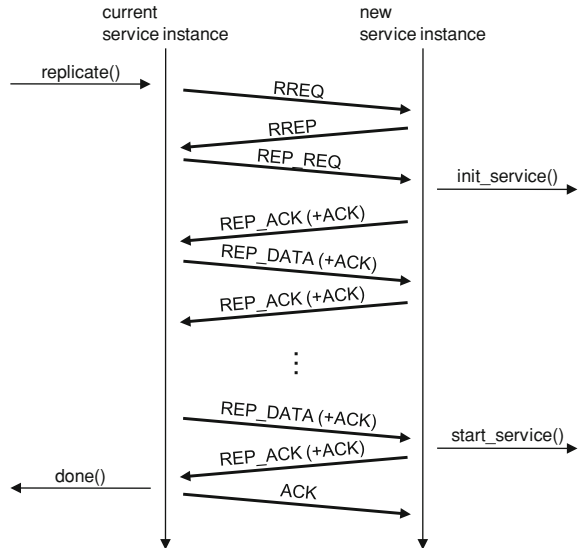 current
service instance
new
service instance
replicate()
RREQ
RREP
REP_REQ
init_service()
REP_ACK (+ACK)
REP_DATA (+ACK)
REP_ACK (+ACK)
⋮
REP_DATA (+ACK)
start_service()
REP_ACK (+ACK)
done()
ACK